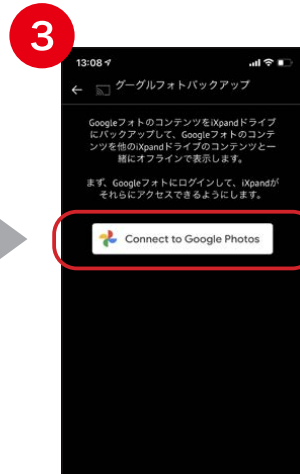 3
13:08
グーグルフォトバックアップ
Googleフォトのコンテンツをixpandドライブ
にバックアップして、Googleフォトのコンテ
ンツを他のiXpandドライブのコンテンツと一
緒にオフラインで表示します。
まず、Googleフォトにログインして、iXpandが
それらにアクセスできるようにします。
Connect to Google Photos